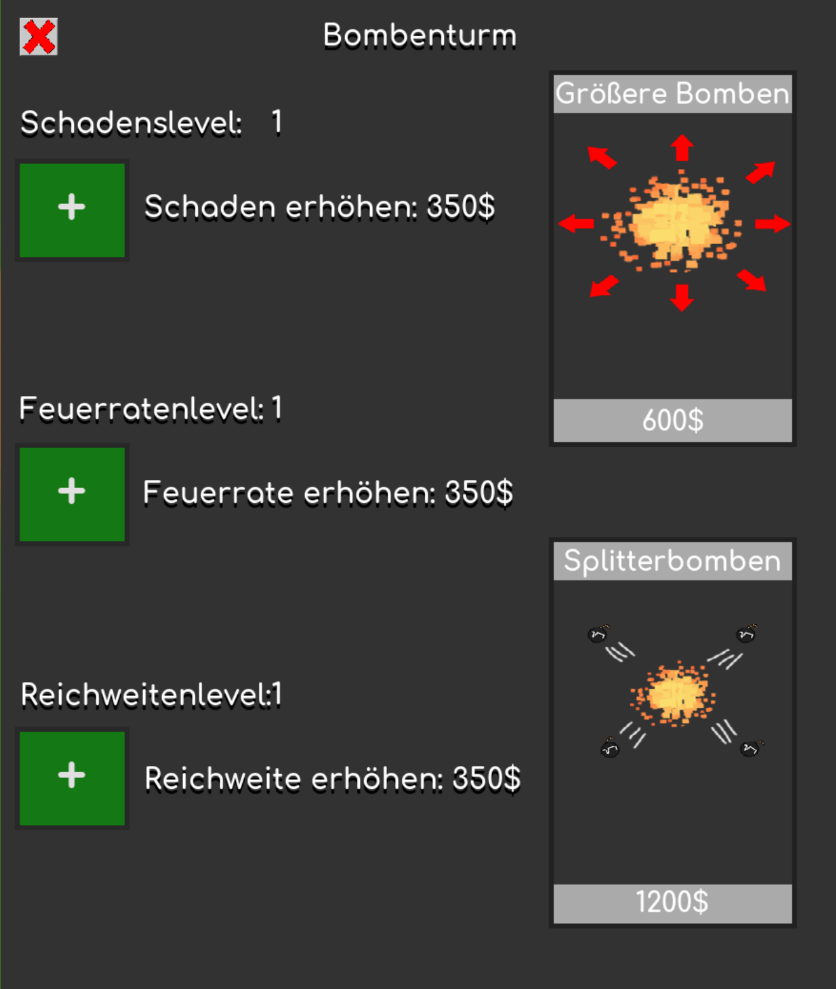 Bombenturm
Schadenslevel: 1
+
Schaden erhöhen: 350$
Feuerratenlevel: 1
+
Feuerrate erhöhen: 350$
Reichweitenlevel:1
+
Reichweite erhöhen: 350$
Größere Bomben
600$
Splitterbomben
1200$